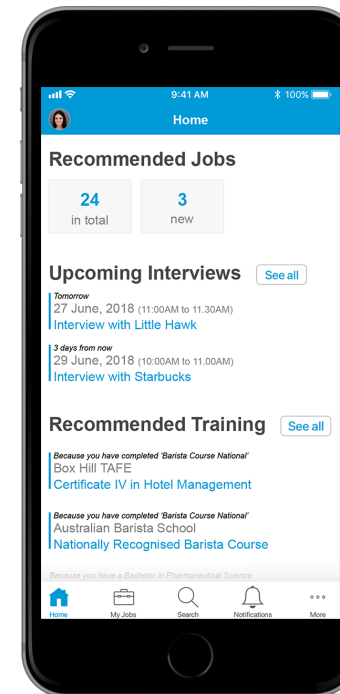 9:41 AM
100%
Home
Recommended Jobs
24
in total
3
new
Upcoming Interviews
See all
Tomorrow
27 June, 2018 (11:00AM to 11.30AM)
Interview with Little Hawk
3 days from now
29 June, 2018 (10:00AM to 11.00AM)
Interview with Starbucks
Recommended Training
See all
Because you have completed 'Barista Course National'
Box Hill TAFE
Certificate IV in Hotel Management
Because you have completed 'Barista Course National'
Australian Barista School
Nationally Recognised Barista Course
Because you have a Bachelor in Pharmaceutical Science
Home
My Jobs
Search
Notifications
More